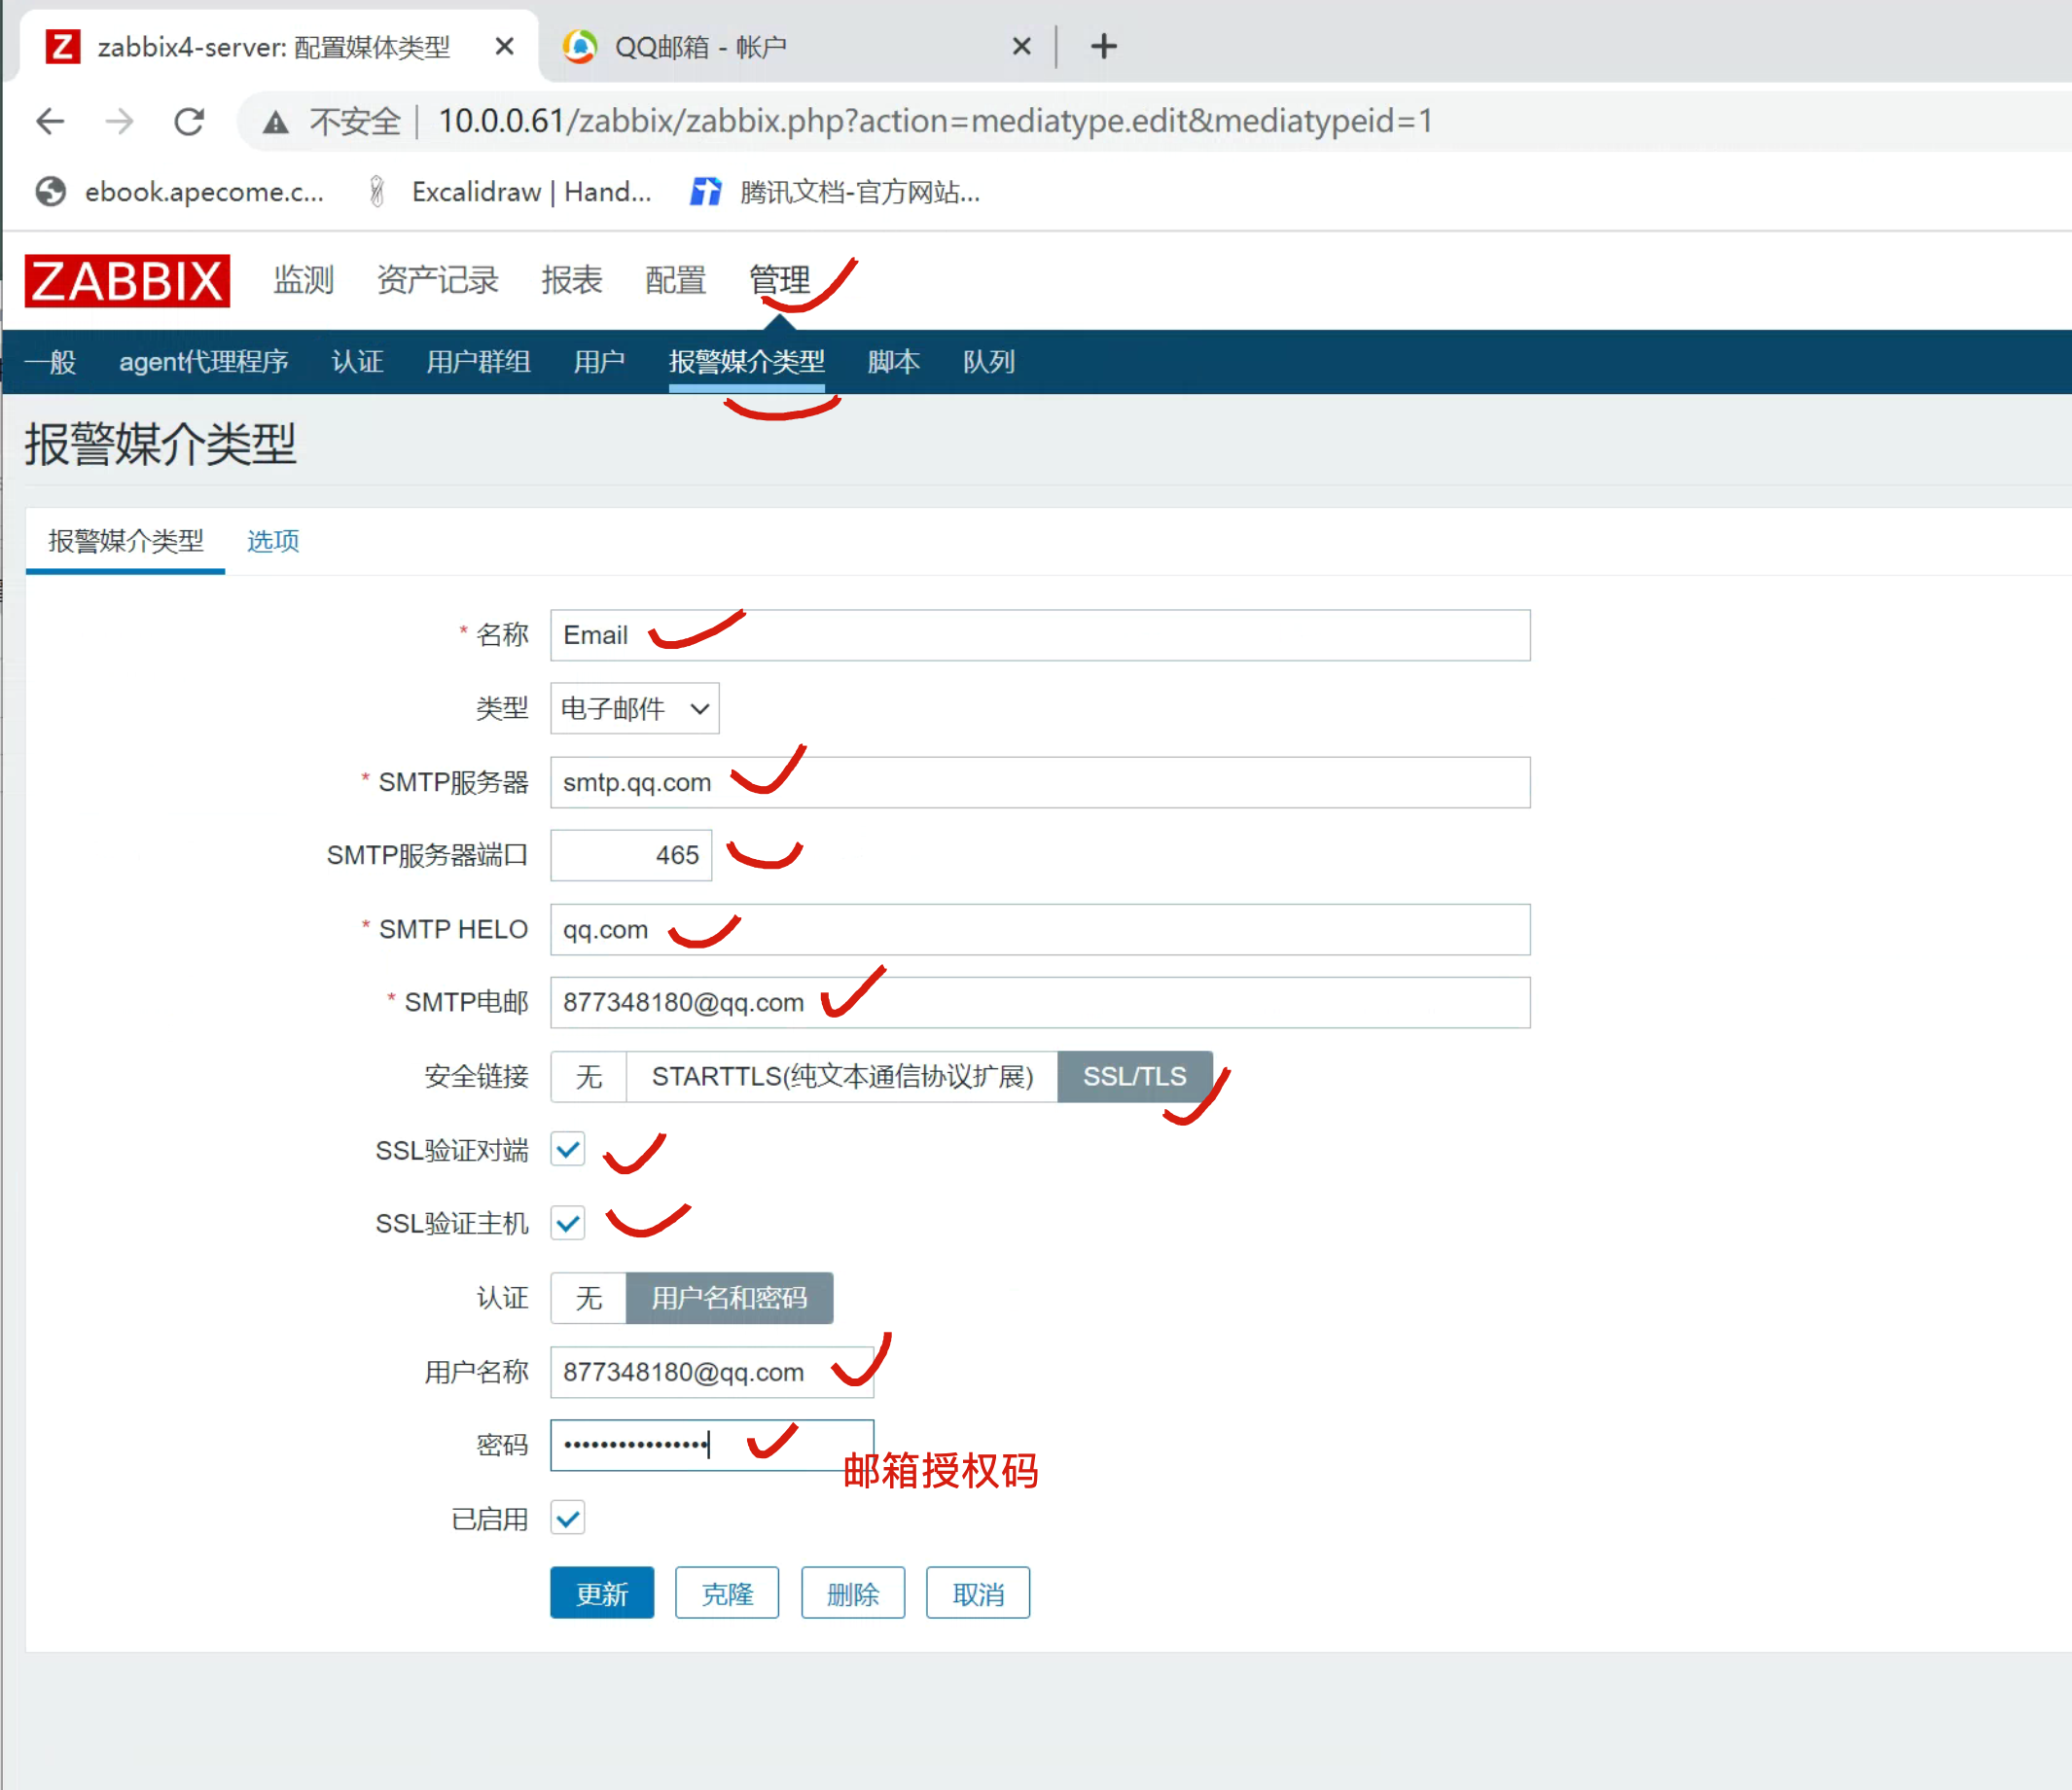 Z zabbix4-server: 配置媒体类型
QQ邮箱 - 帐户
不安全 | 10.0.0.61/zabbix/zabbix.php?action=mediatype.edit&mediatypeid=1
ebook.apecome.c...
Excalidraw | Hand...
腾讯文档-官方网站...
ZABBIX 监测 资产记录 报表 配置 管理
一般 agent代理程序 认证 用户群组 用户 报警媒介类型 脚本 队列
报警媒介类型
报警媒介类型 选项
* 名称 Email
类型 电子邮件
* SMTP服务器 smtp.qq.com
SMTP服务器端口 465
* SMTP HELO qq.com
* SMTP电邮 877348180@qq.com
安全链接 无 STARTTLS(纯文本通信协议扩展) SSL/TLS
SSL验证对端
SSL验证主机
认证 无 用户名和密码
用户名称 877348180@qq.com
密码 ••••••••••••••••
邮箱授权码
已启用
更新 克隆 删除 取消